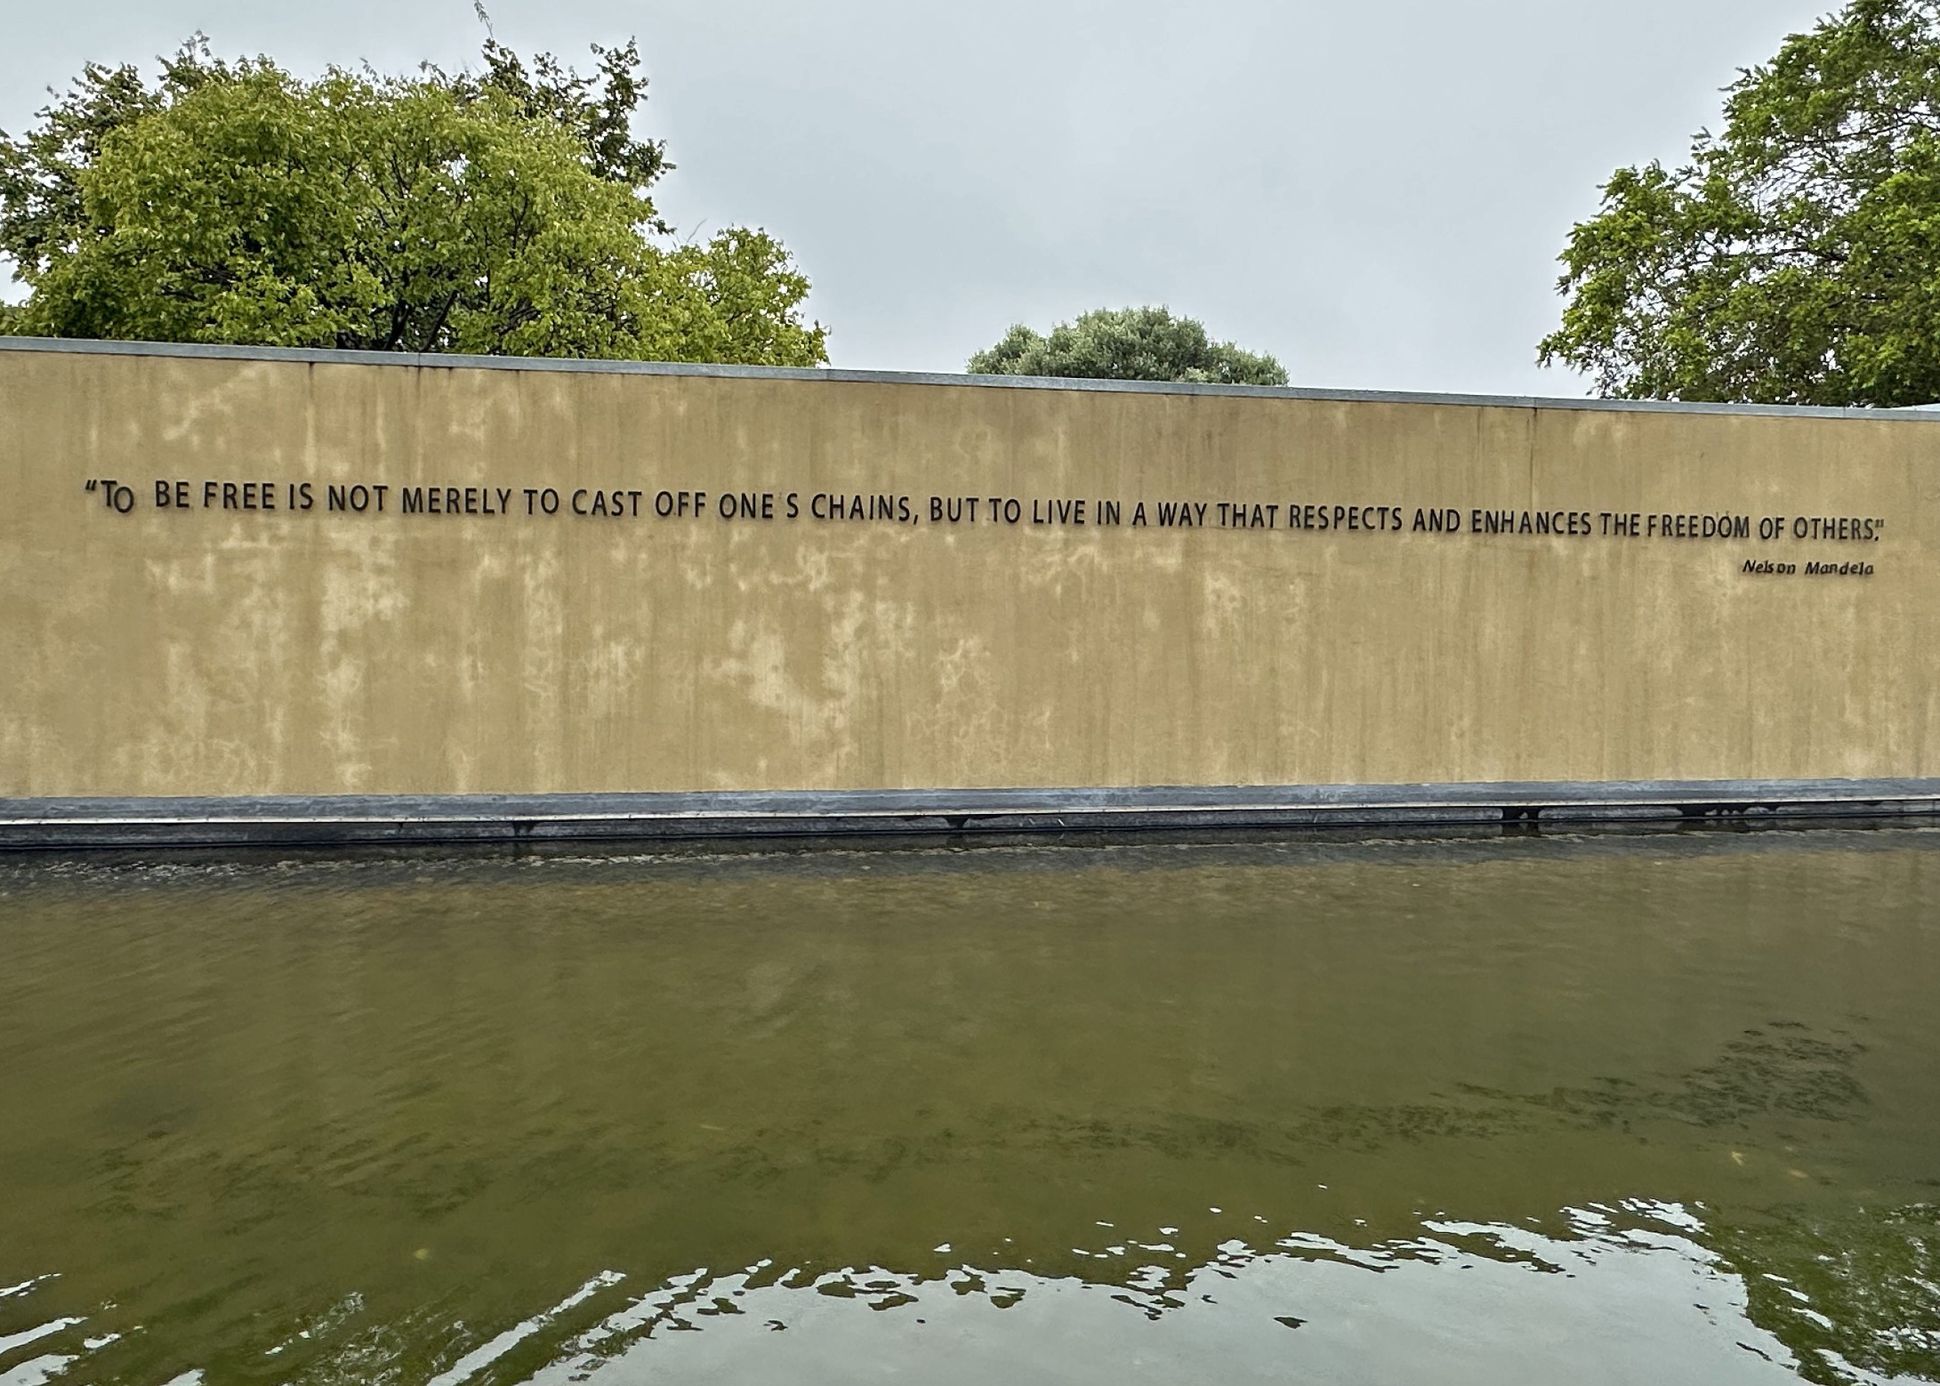 “TO BE FREE IS NOT MERELY TO CAST OFF ONE S CHAINS, BUT TO LIVE IN A WAY THAT RESPECTS AND ENHANCES THE FREEDOM OF OTHERS.”
Nelson Mandela